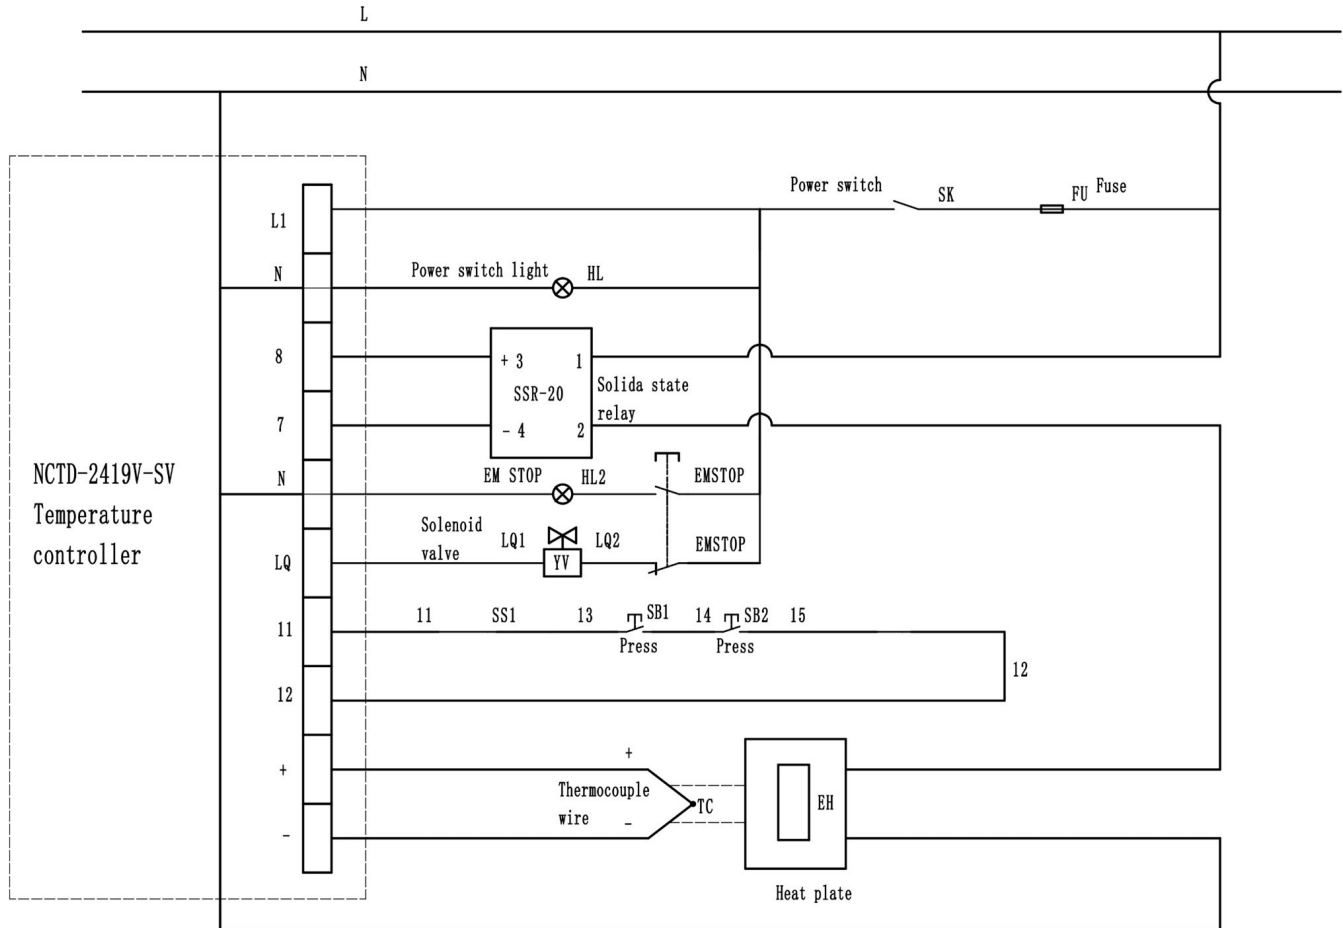 L
N
Power switch
SK
FU
Fuse
L1
N
Power switch light
HL
8
+ 3
1
SSR-20
Solida state
relay
7
- 4
2
NCTD-2419V-SV
Temperature
controller
N
EM STOP
HL2
EMSTOP
Solenoid
valve
LQ1
LQ2
EMSTOP
LQ
YV
11
11
SS1
13
SB1
Press
14
SB2
Press
15
12
12
+
+
Thermocouple
wire
TC
EH
-
-
Heat plate